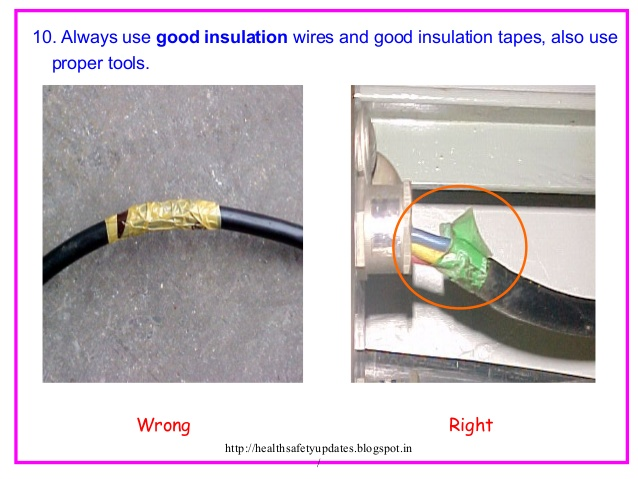 10. Always use good insulation wires and good insulation tapes, also use
proper tools.
Wrong
Right
http://healthsafetyupdates.blogspot.in
/